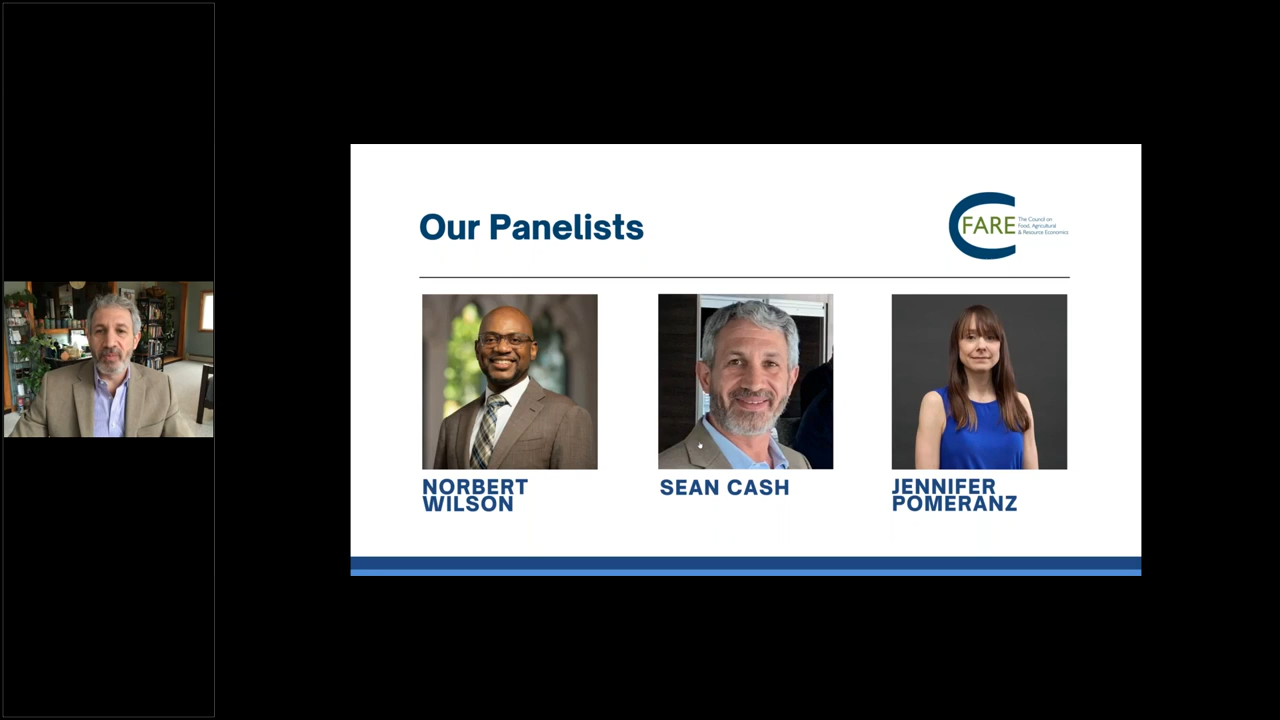 Our Panelists
FARE
The Council on
Food, Agricultural
& Resource Economics
NORBERT
WILSON
SEAN CASH
JENNIFER
POMERANZ